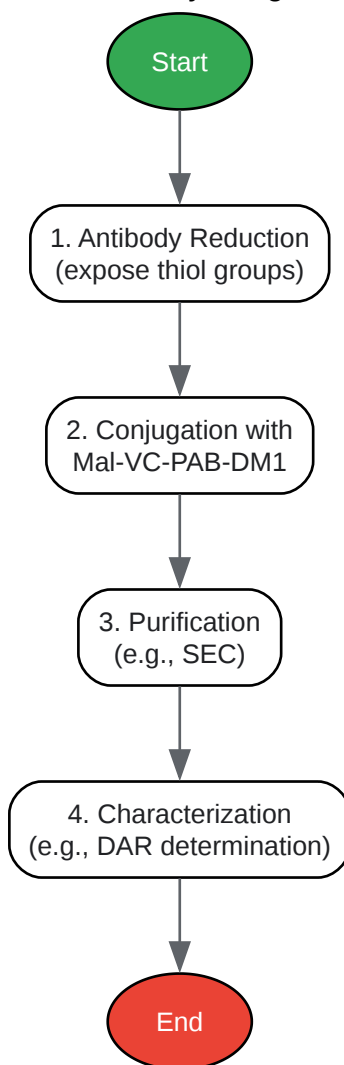 Start
1. Antibody Reduction
(expose thiol groups)
2. Conjugation with
Mal-VC-PAB-DM1
3. Purification
(e.g., SEC)
4. Characterization
(e.g., DAR determination)
End